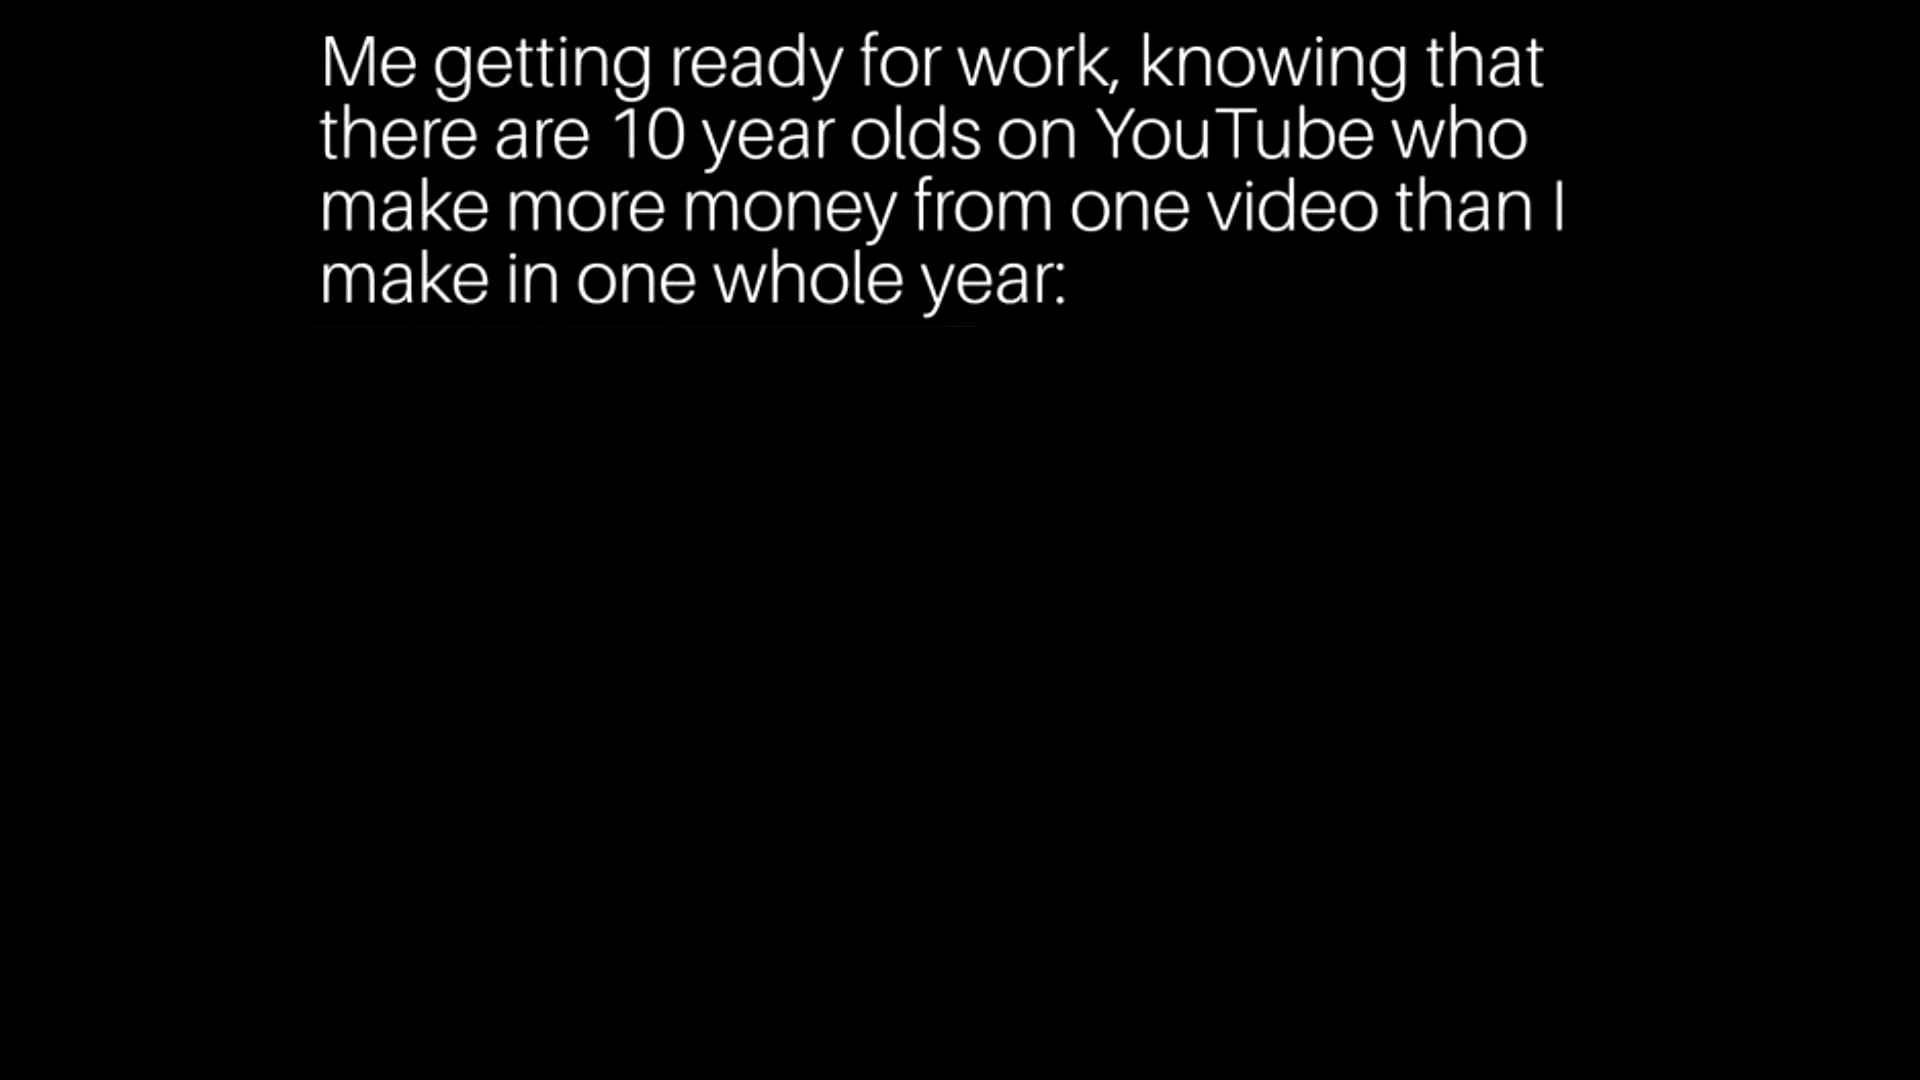 Me getting ready for work, knowing that
there are 10 year olds on YouTube who
make more money from one video than I
make in one whole year: